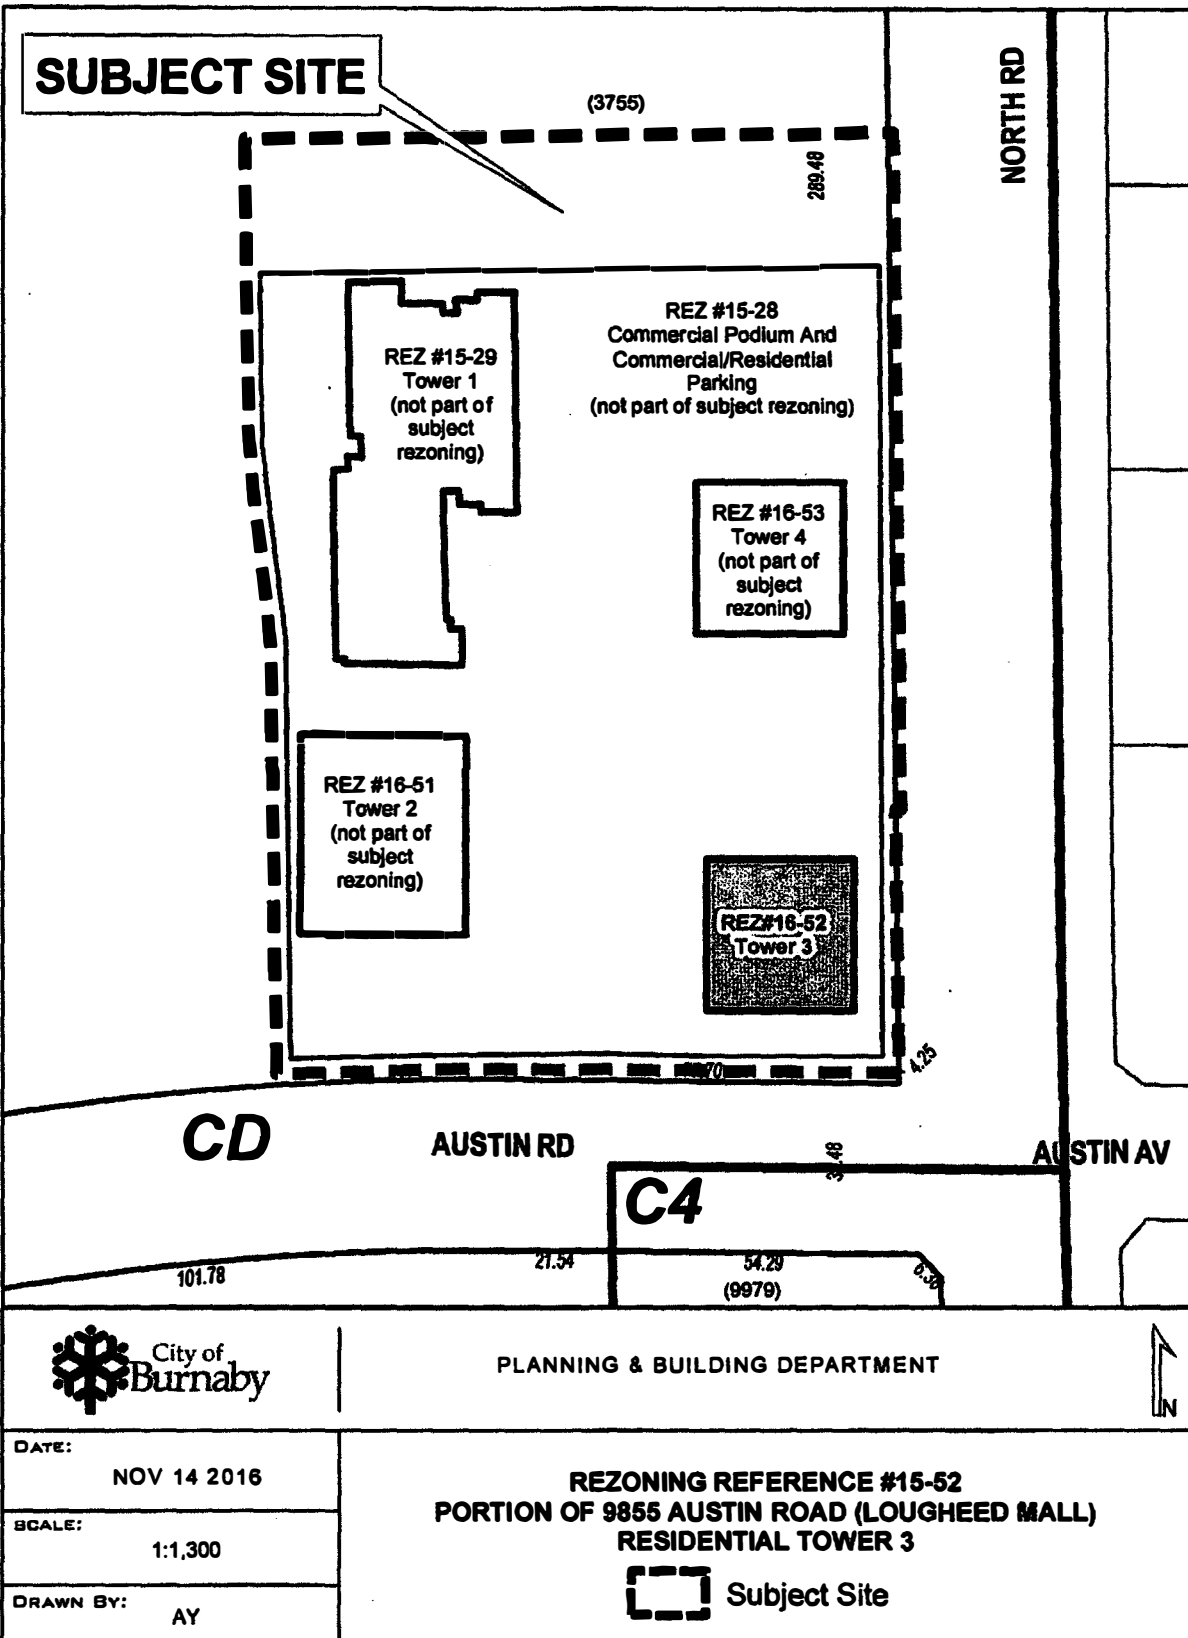 SUBJECT SITE
(3755)
NORTH RD
289.48
REZ #15-28
Commercial Podium And
Commercial/Residential
Parking
(not part of subject rezoning)
REZ #15-29
Tower 1
(not part of
subject
rezoning)
REZ #16-53
Tower 4
(not part of
subject
rezoning)
REZ #16-51
Tower 2
(not part of
subject
rezoning)
REZ#16-52
Tower 3
4.25
CD
AUSTIN RD
AUSTIN AV
C4
101.78
27.54
54.29
(9979)
City of
Burnaby
PLANNING & BUILDING DEPARTMENT
N
DATE:
NOV 14 2016
SCALE:
1:1,300
DRAWN BY:
AY
REZONING REFERENCE #15-52
PORTION OF 9855 AUSTIN ROAD (LOUGHEED MALL)
RESIDENTIAL TOWER 3
Subject Site